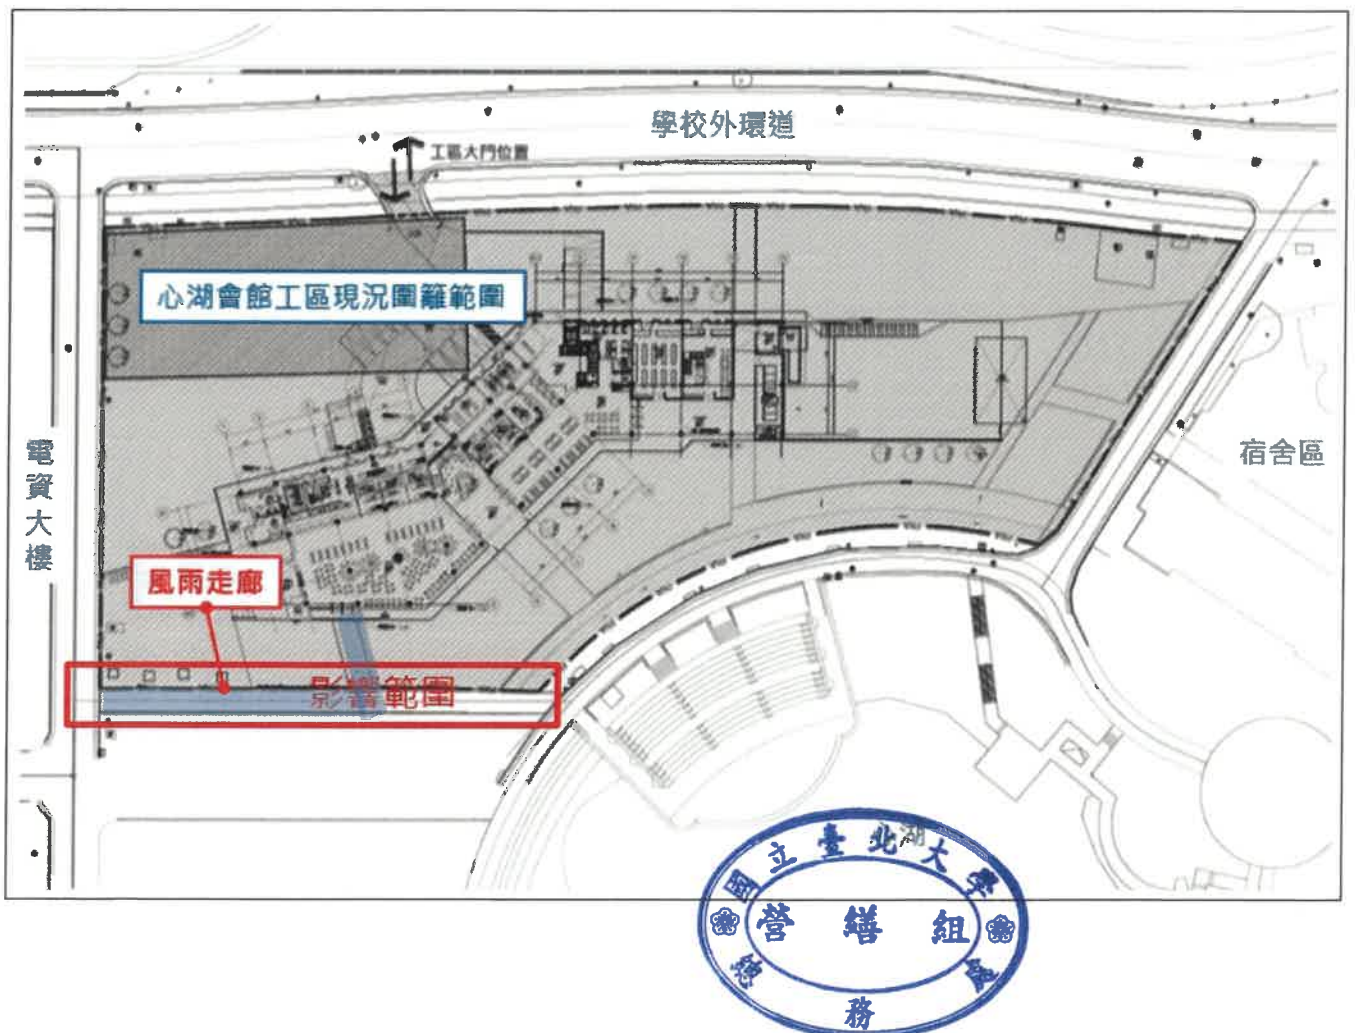 學校外環道
工區大門位置
心湖會館工區現況圍籬範圍
電資大樓
宿舍區
風雨走廊
影響範圍
湖
國立臺北大學
營繕組
總務處